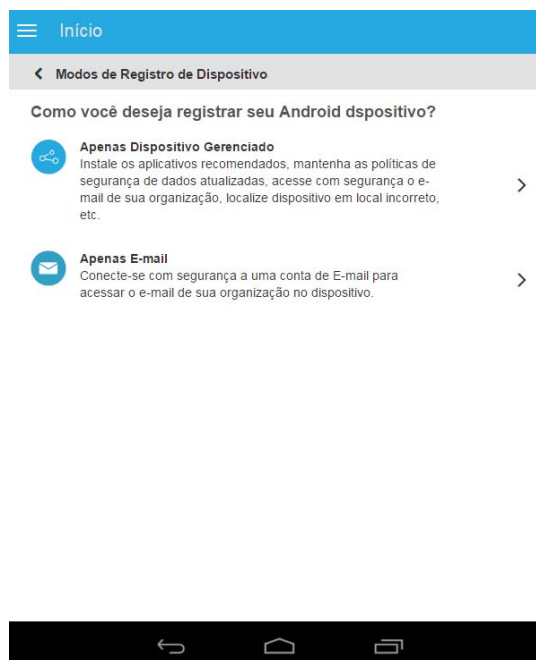 Início
Modos de Registro de Dispositivo
Como você deseja registrar seu Android dspositivo?
Apenas Dispositivo Gerenciado
Instale os aplicativos recomendados, mantenha as políticas de
segurança de dados atualizadas, acesse com segurança o e-
mail de sua organização, localize dispositivo em local incorreto,
etc.
Apenas E-mail
Conecte-se com segurança a uma conta de E-mail para
acessar o e-mail de sua organização no dispositivo.